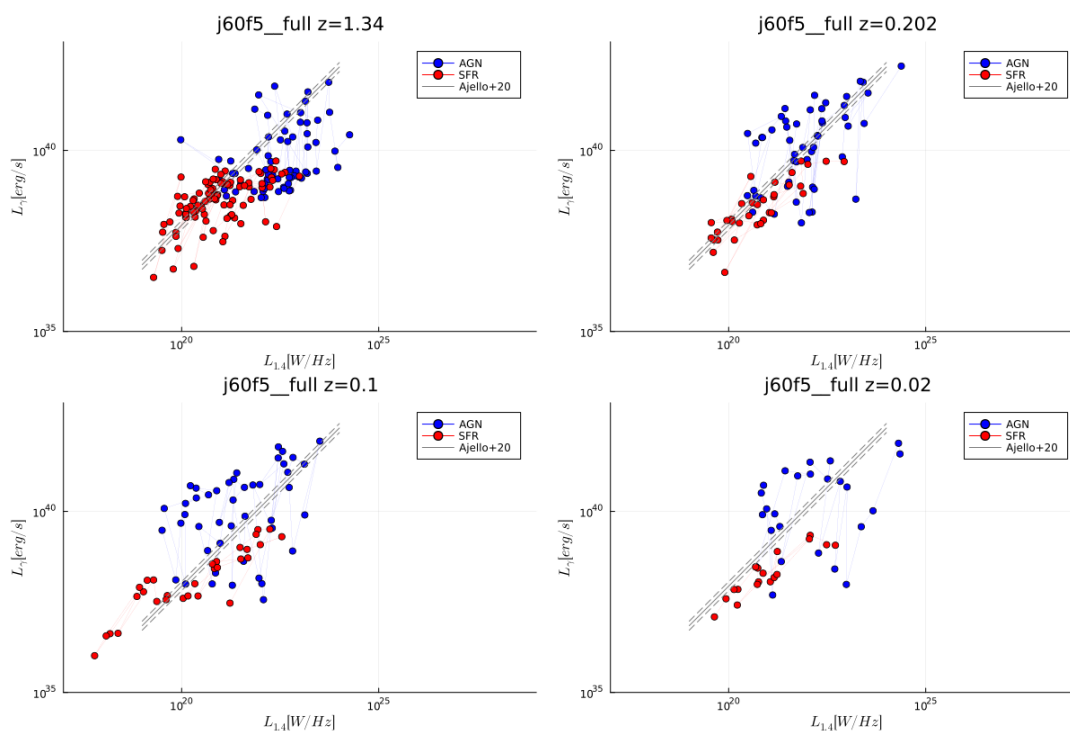 j60f5__full z=1.34
AGN
SFR
Ajello+20
10^40
10^35
L_γ[erg/s]
10^20
10^25
L_1.4[W/Hz]
j60f5__full z=0.202
AGN
SFR
Ajello+20
10^40
10^35
L_γ[erg/s]
10^20
10^25
L_1.4[W/Hz]
j60f5__full z=0.1
AGN
SFR
Ajello+20
10^40
10^35
L_γ[erg/s]
10^20
10^25
L_1.4[W/Hz]
j60f5__full z=0.02
AGN
SFR
Ajello+20
10^40
10^35
L_γ[erg/s]
10^20
10^25
L_1.4[W/Hz]